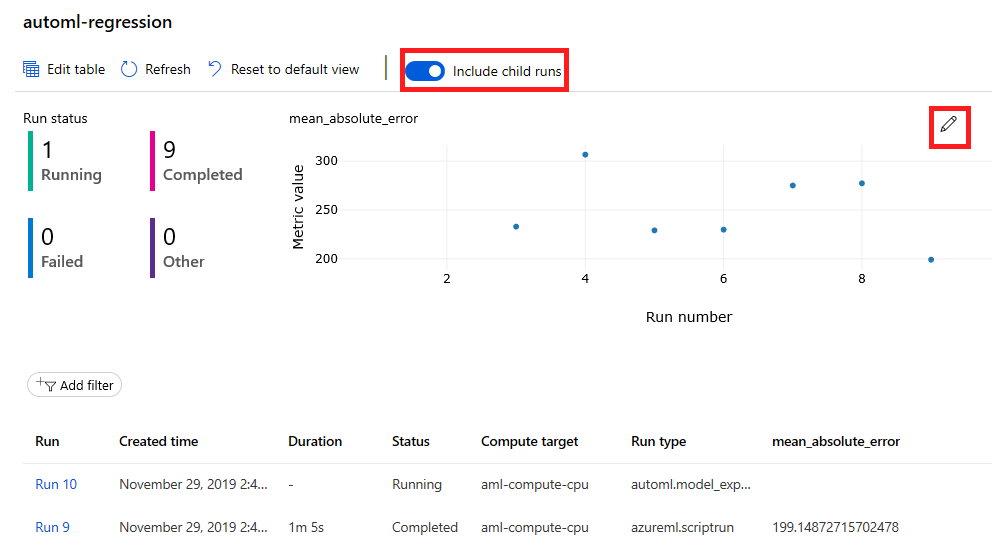 automl-regression
Edit table Refresh Reset to default view Include child runs
Run status
1 Running
9 Completed
0 Failed
0 Other
mean_absolute_error
Metric value
300
250
200
2 4 6 8
Run number
Add filter
Run Created time Duration Status Compute target Run type mean_absolute_error
Run 10 November 29, 2019 2:4... - Running aml-compute-cpu automl.model_exp...
Run 9 November 29, 2019 2:4... 1m 5s Completed aml-compute-cpu azureml.scriptrun 199.14872715702478